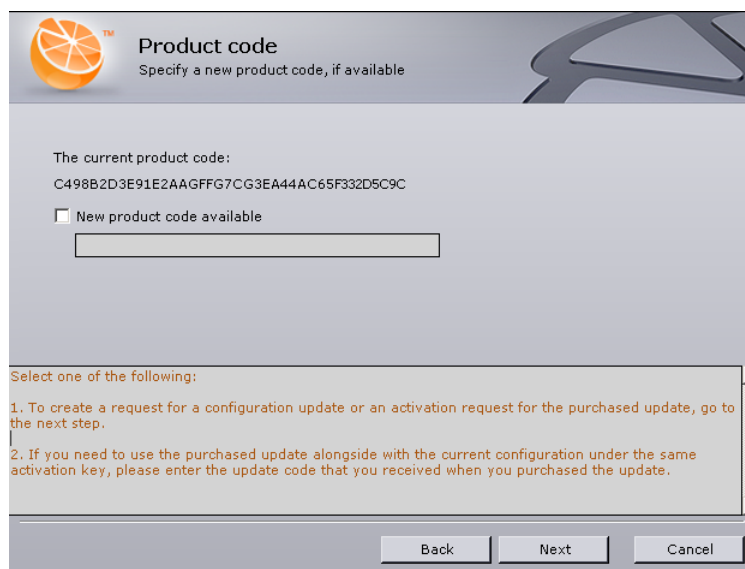 TM
Product code
Specify a new product code, if available
The current product code:
C498B2D3E91E2AAGFFG7CG3EA44AC65F332D5C9C
New product code available
Select one of the following:
1. To create a request for a configuration update or an activation request for the purchased update, go to
the next step.
2. If you need to use the purchased update alongside with the current configuration under the same
activation key, please enter the update code that you received when you purchased the update.
Back
Next
Cancel